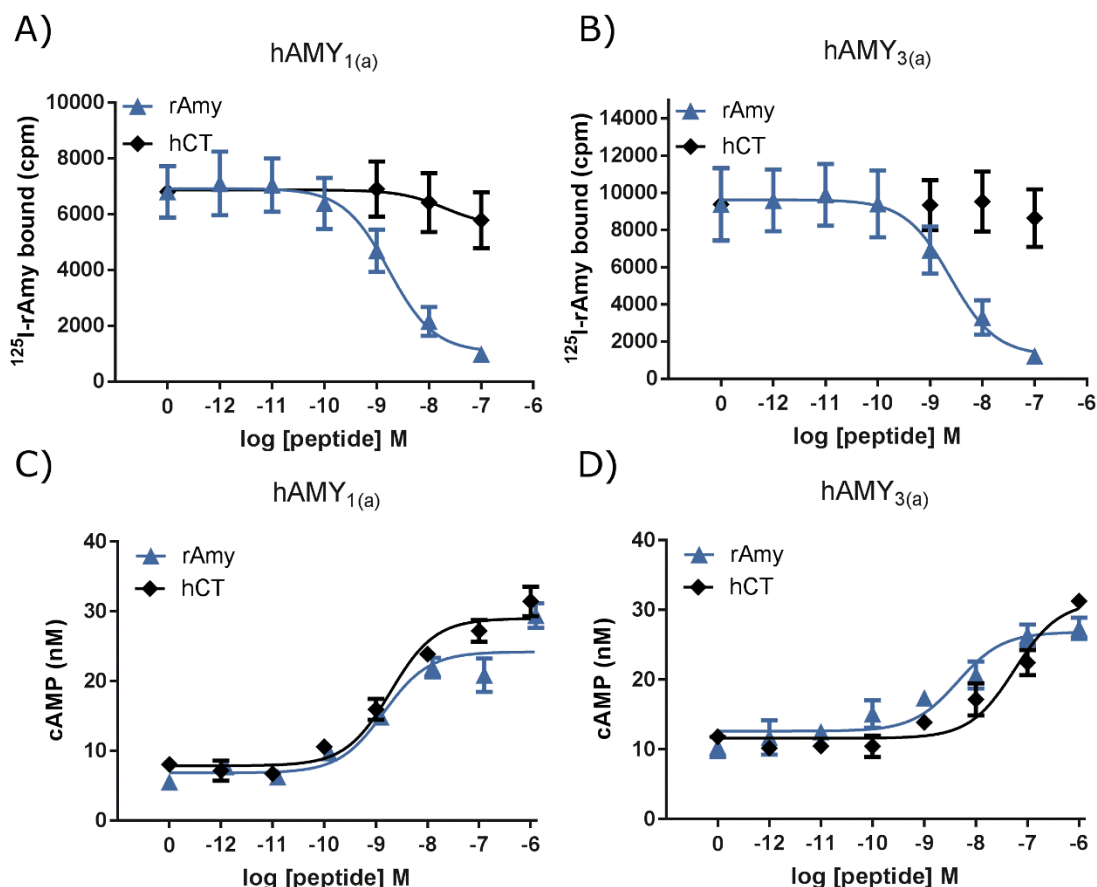 A)
hAMY1(a)
rAmy
hCT
10000
8000
6000
4000
2000
0
125I-rAmy bound (cpm)
0 -12 -11 -10 -9 -8 -7 -6
log [peptide] M
B)
hAMY3(a)
rAmy
hCT
14000
12000
10000
8000
6000
4000
2000
0
125I-rAmy bound (cpm)
0 -12 -11 -10 -9 -8 -7 -6
log [peptide] M
C)
hAMY1(a)
rAmy
hCT
40
30
20
10
0
cAMP (nM)
0 -12 -11 -10 -9 -8 -7 -6
log [peptide] M
D)
hAMY3(a)
rAmy
hCT
40
30
20
10
0
cAMP (nM)
0 -12 -11 -10 -9 -8 -7 -6
log [peptide] M